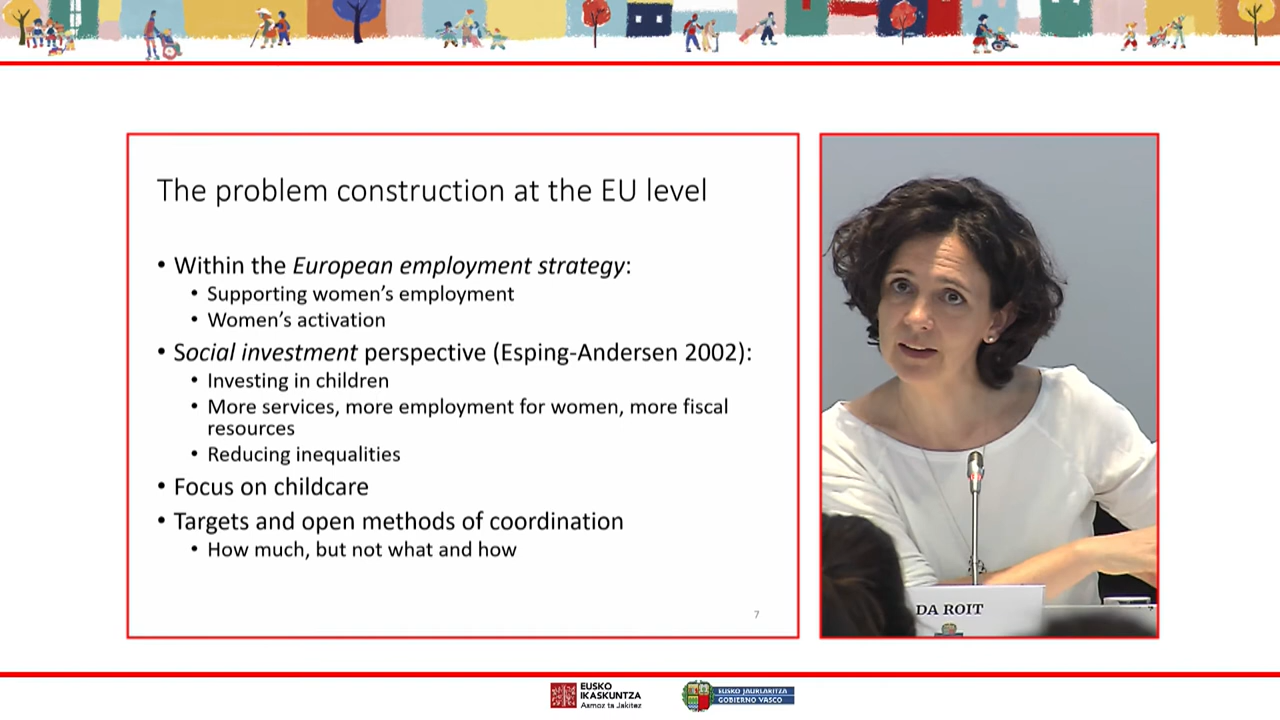 The problem construction at the EU level
• Within the European employment strategy:
• Supporting women's employment
• Women's activation
• Social investment perspective (Esping-Andersen 2002):
• Investing in children
• More services, more employment for women, more fiscal
resources
• Reducing inequalities
• Focus on childcare
• Targets and open methods of coordination
• How much, but not what and how
7
DA ROIT
EUSKO
IKASKUNTZA
Asmoz ta Jakitez
EUSKO JAURLARITZA
GOBIERNO VASCO